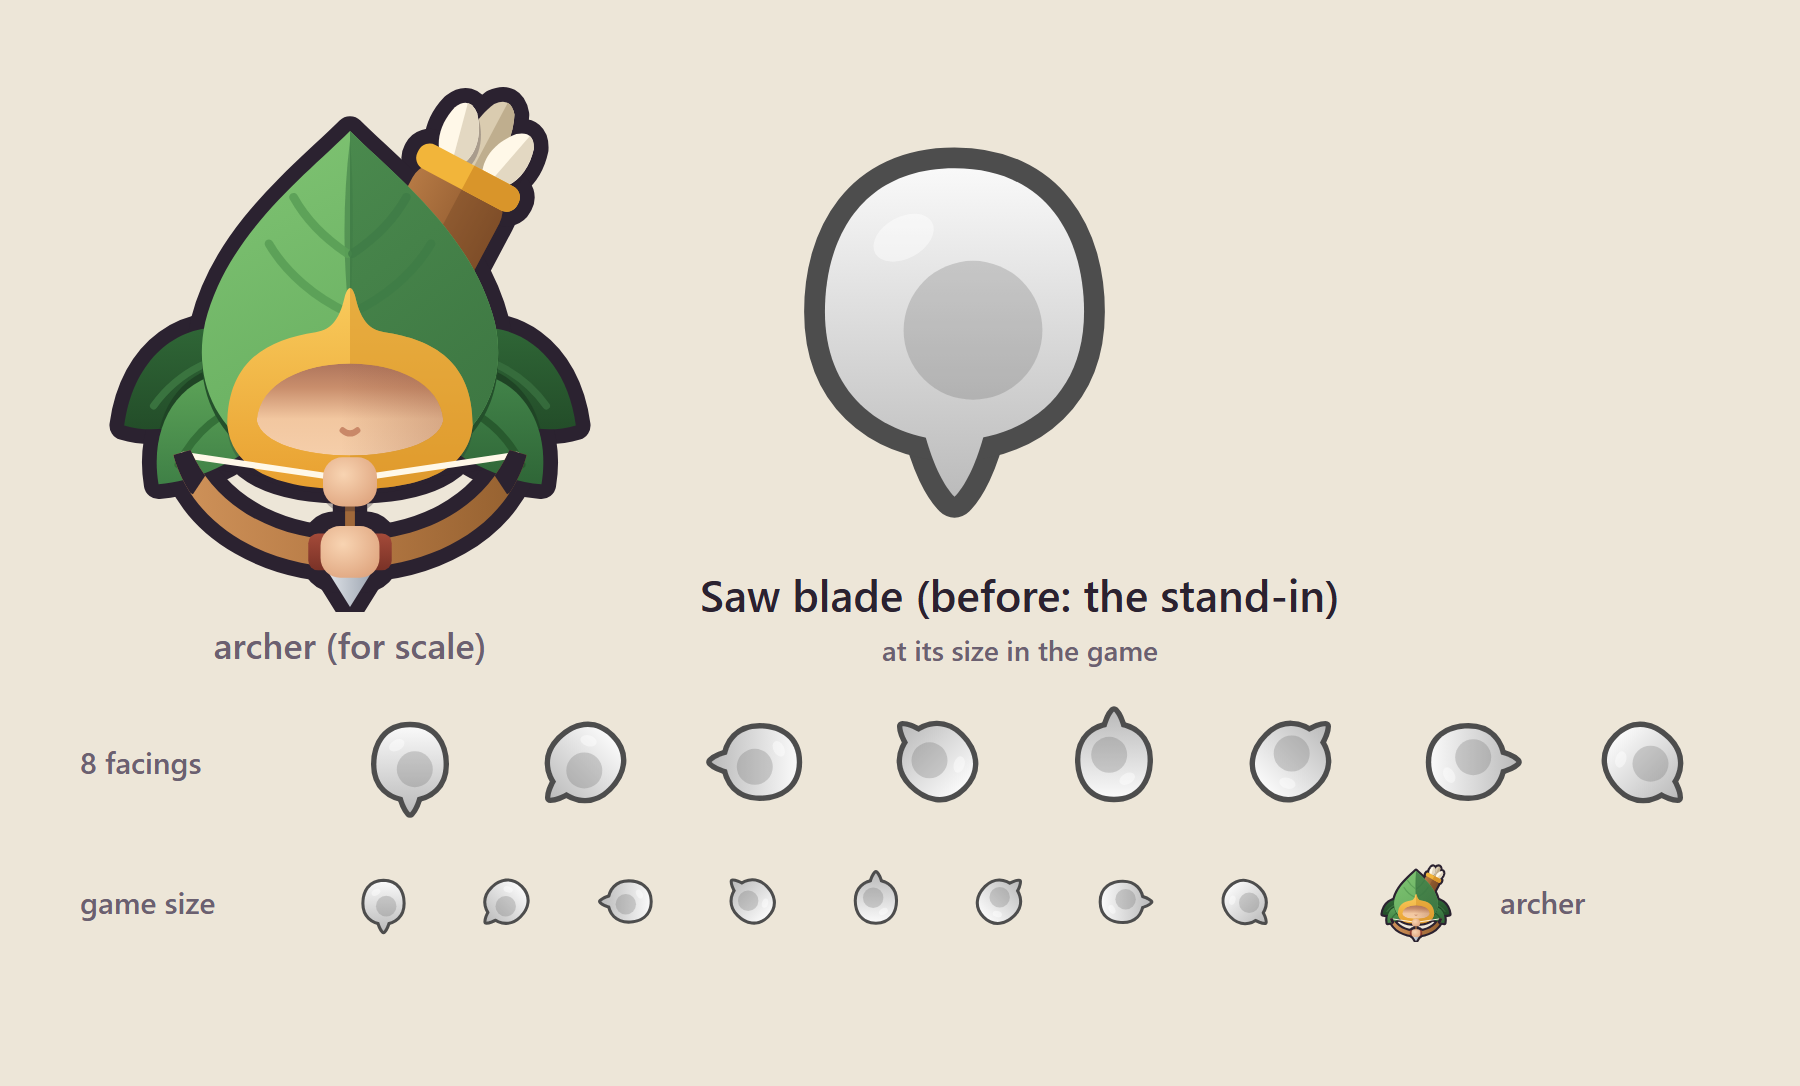 Saw blade (before: the stand-in)
archer (for scale)
at its size in the game
8 facings
game size
archer